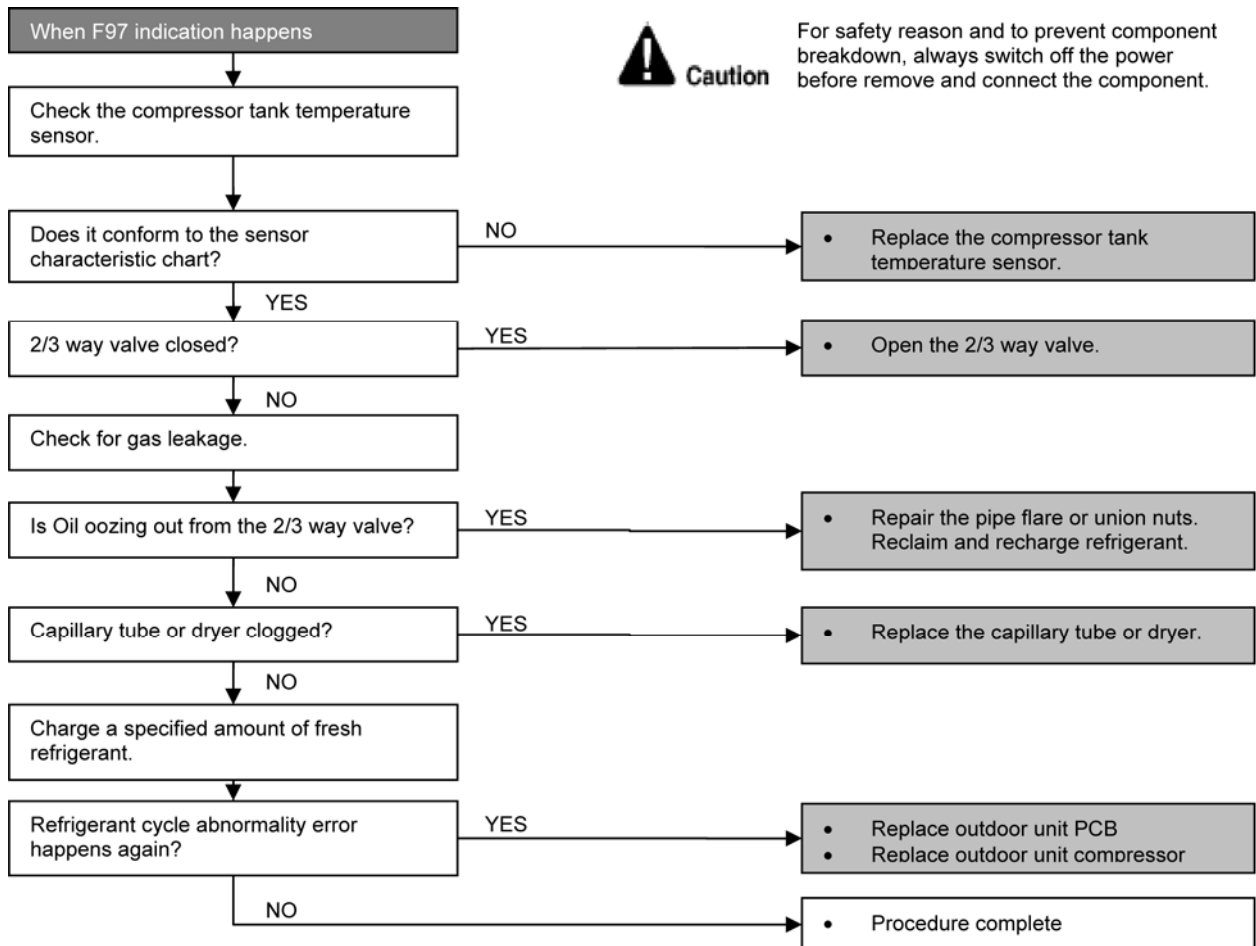 When F97 indication happens
Caution
For safety reason and to prevent component
breakdown, always switch off the power
before remove and connect the component.
Check the compressor tank temperature
sensor.
Does it conform to the sensor
characteristic chart?
NO
• Replace the compressor tank
temperature sensor.
YES
2/3 way valve closed?
YES
• Open the 2/3 way valve.
NO
Check for gas leakage.
Is Oil oozing out from the 2/3 way valve?
YES
• Repair the pipe flare or union nuts.
Reclaim and recharge refrigerant.
NO
Capillary tube or dryer clogged?
YES
• Replace the capillary tube or dryer.
NO
Charge a specified amount of fresh
refrigerant.
Refrigerant cycle abnormality error
happens again?
YES
• Replace outdoor unit PCB
• Replace outdoor unit compressor
NO
• Procedure complete